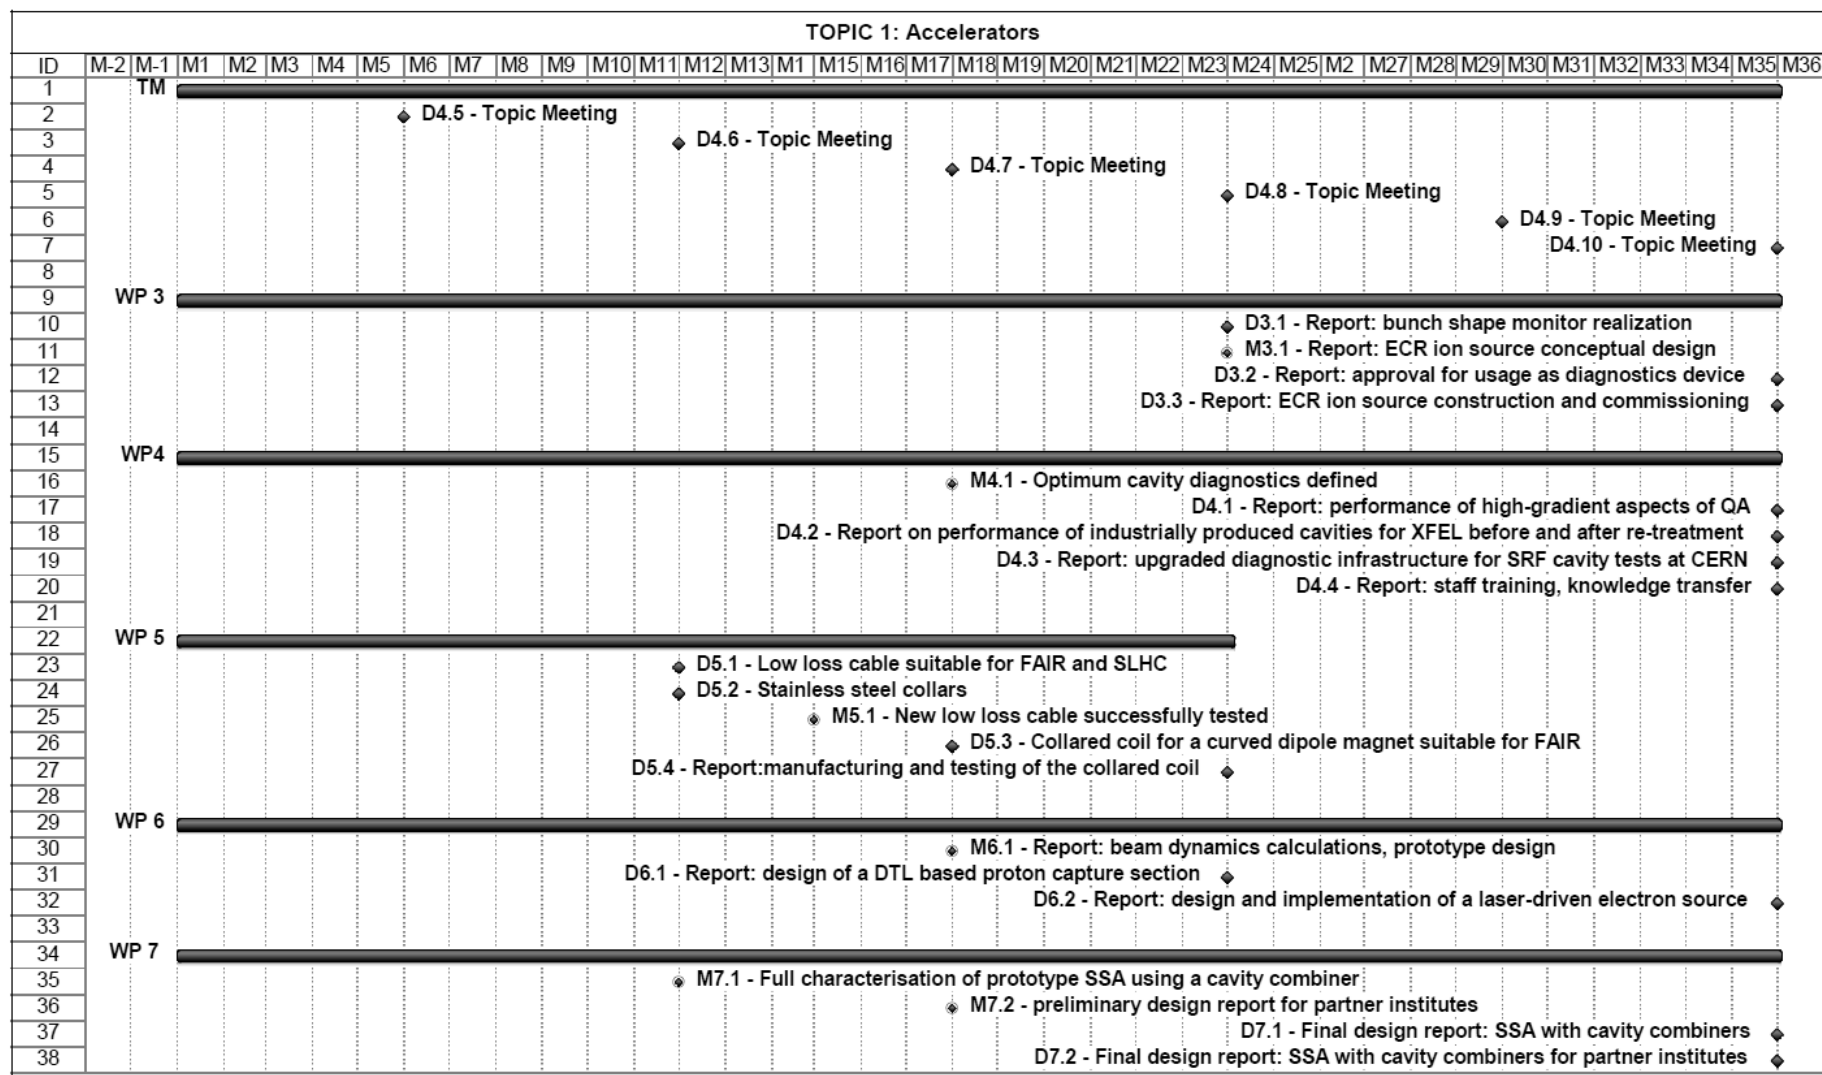 TOPIC 1: Accelerators
ID M-2 M-1 M1 M2 M3 M4 M5 M6 M7 M8 M9 M10 M11 M12 M13 M1 M15 M16 M17 M18 M19 M20 M21 M22 M23 M24 M25 M2 M27 M28 M29 M30 M31 M32 M33 M34 M35 M36
1 TM
2 D4.5 - Topic Meeting
3 D4.6 - Topic Meeting
4 D4.7 - Topic Meeting
5 D4.8 - Topic Meeting
6 D4.9 - Topic Meeting
7 D4.10 - Topic Meeting
8
9 WP 3
10 D3.1 - Report: bunch shape monitor realization
11 M3.1 - Report: ECR ion source conceptual design
12 D3.2 - Report: approval for usage as diagnostics device
13 D3.3 - Report: ECR ion source construction and commissioning
14
15 WP4
16 M4.1 - Optimum cavity diagnostics defined
17 D4.1 - Report: performance of high-gradient aspects of QA
18 D4.2 - Report on performance of industrially produced cavities for XFEL before and after re-treatment
19 D4.3 - Report: upgraded diagnostic infrastructure for SRF cavity tests at CERN
20 D4.4 - Report: staff training, knowledge transfer
21
22 WP 5
23 D5.1 - Low loss cable suitable for FAIR and SLHC
24 D5.2 - Stainless steel collars
25 M5.1 - New low loss cable successfully tested
26 D5.3 - Collared coil for a curved dipole magnet suitable for FAIR
27 D5.4 - Report:manufacturing and testing of the collared coil
28
29 WP 6
30 M6.1 - Report: beam dynamics calculations, prototype design
31 D6.1 - Report: design of a DTL based proton capture section
32 D6.2 - Report: design and implementation of a laser-driven electron source
33
34 WP 7
35 M7.1 - Full characterisation of prototype SSA using a cavity combiner
36 M7.2 - preliminary design report for partner institutes
37 D7.1 - Final design report: SSA with cavity combiners
38 D7.2 - Final design report: SSA with cavity combiners for partner institutes